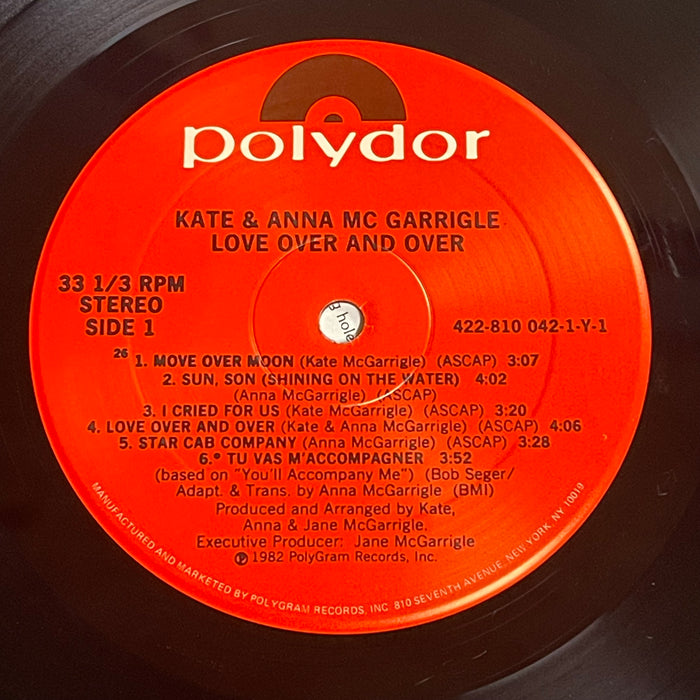 polydor
KATE & ANNA MC GARRIGLE
LOVE OVER AND OVER
33 1/3 RPM
STEREO
SIDE 1
hole
422-810 042-1-Y-1
26 1. MOVE OVER MOON (Kate McGarrigle) (ASCAP) 3:07
2. SUN, SON (SHINING ON THE WATER) 4:02
(Anna McGarrigle) (ASCAP)
3. I CRIED FOR US (Kate McGarrigle) (ASCAP) 3:20
4. LOVE OVER AND OVER (Kate & Anna McGarrigle) (ASCAP) 4:06
5. STAR CAB COMPANY (Anna McGarrigle) (ASCAP) 3:28
6.* TU VAS M'ACCOMPAGNER 3:52
(based on "You'll Accompany Me") (Bob Seger/
Adapt. & Trans. by Anna McGarrigle (BMI)
Produced and Arranged by Kate,
Anna & Jane McGarrigle.
Executive Producer: Jane McGarrigle
℗ 1982 PolyGram Records, Inc.
MANUFACTURED AND MARKETED BY POLYGRAM RECORDS, INC 810 SEVENTH AVENUE, NEW YORK, NY 10019